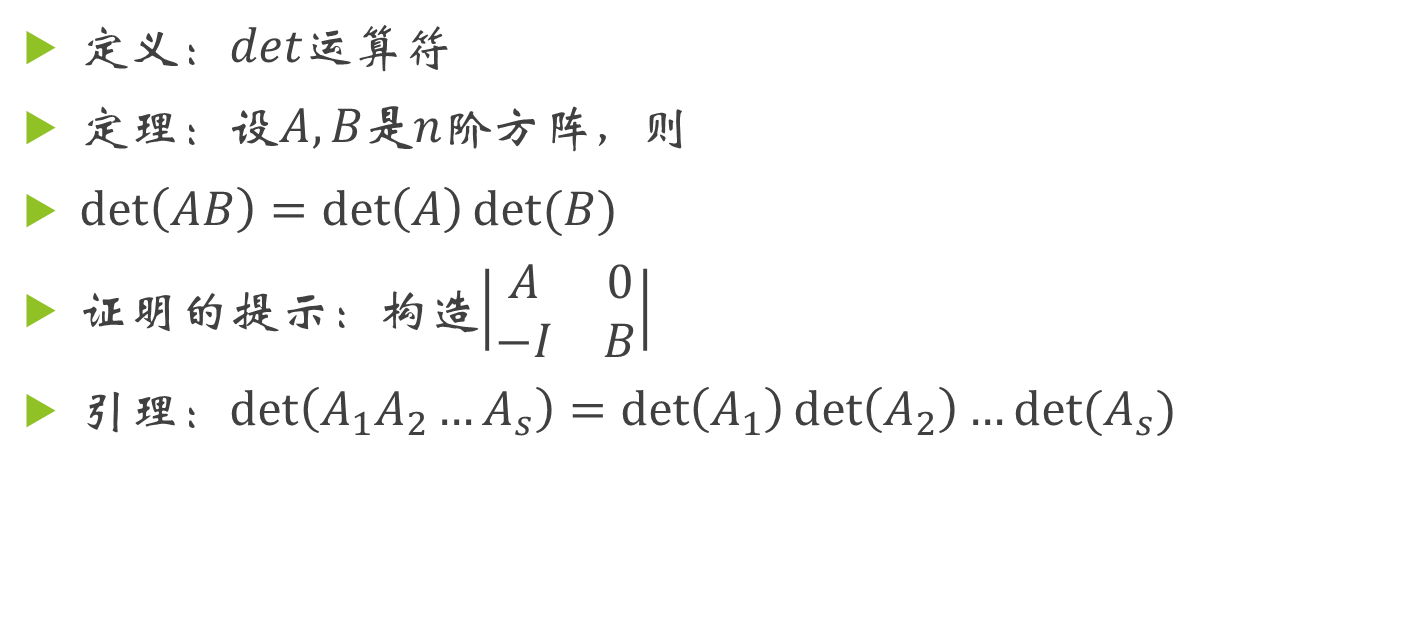 定义：det运算符
定理：设A,B是n阶方阵，则
det(AB) = det(A) det(B)
证明的提示：构造|A 0
-I B|
引理：det(A₁A₂ … Aₛ) = det(A₁) det(A₂) … det(Aₛ)